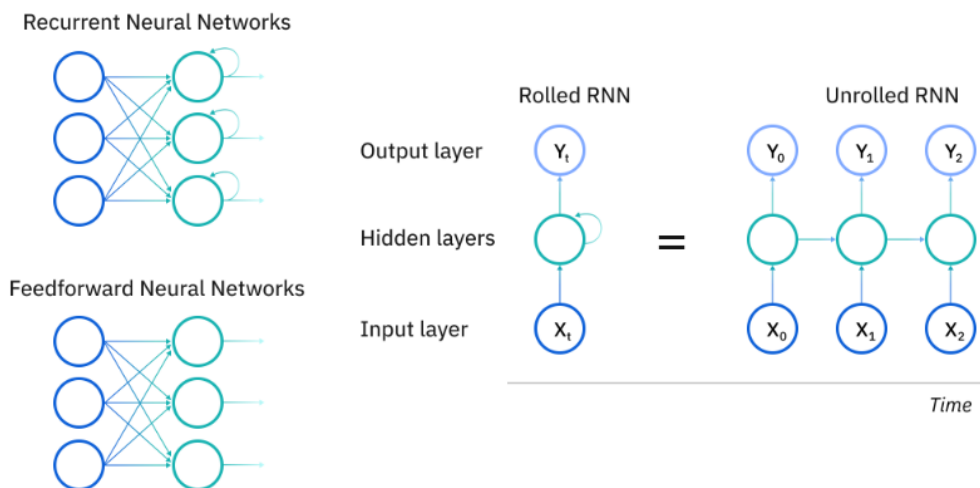 Recurrent Neural Networks
Feedforward Neural Networks
Rolled RNN Unrolled RNN
Output layer Yₜ Y₀ Y₁ Y₂
Hidden layers =
Input layer Xₜ X₀ X₁ X₂
Time